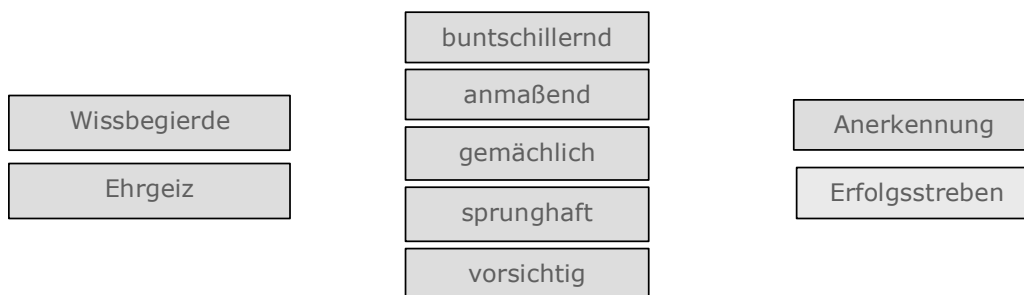 Wissbegierde
Ehrgeiz
buntschillernd
anmaßend
gemächlich
sprunghaft
vorsichtig
Anerkennung
Erfolgsstreben